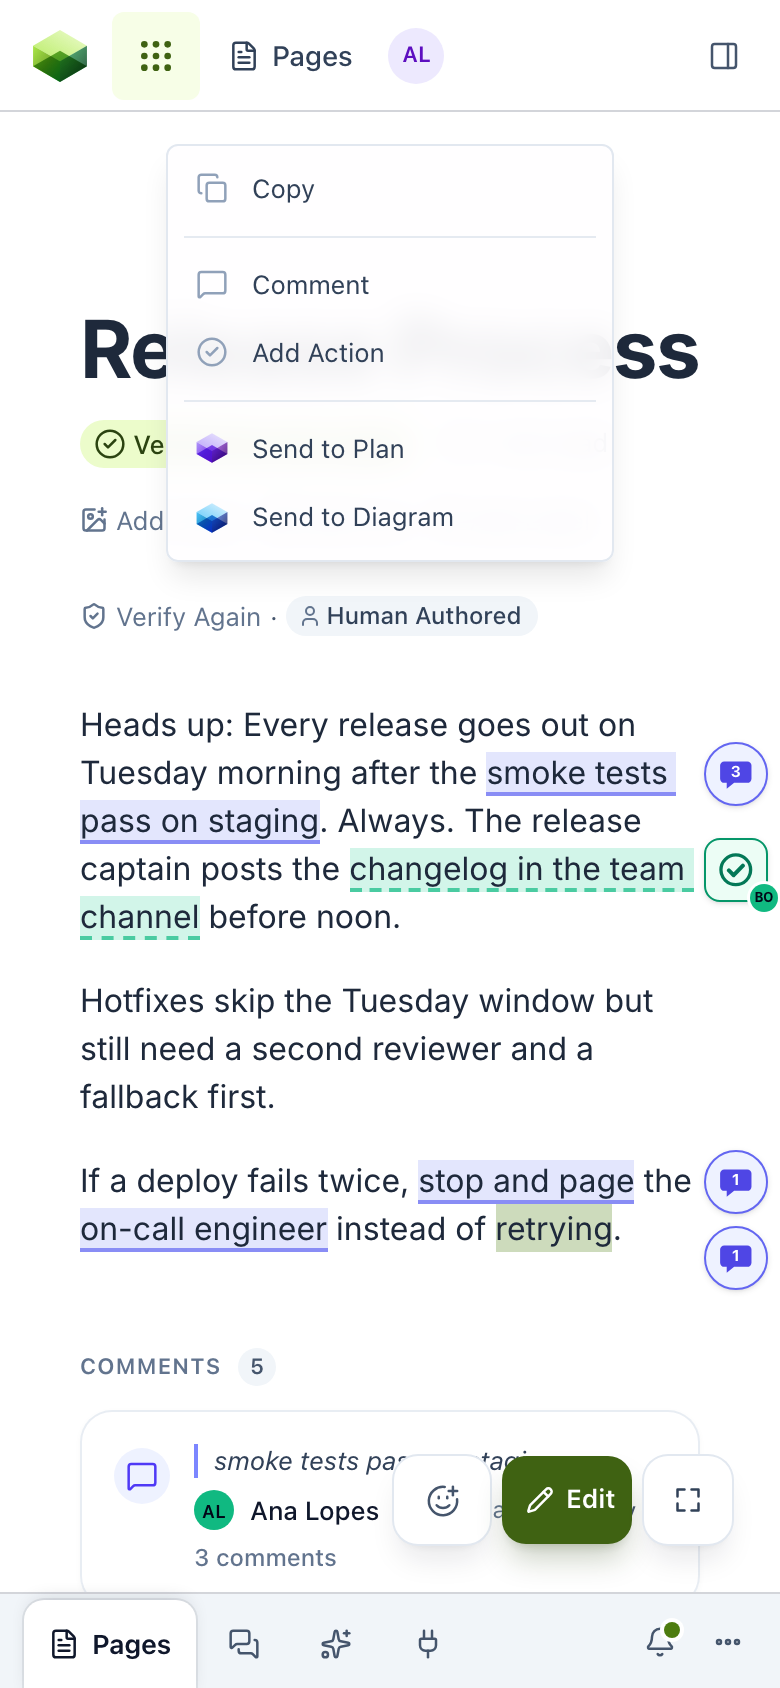 Pages
AL
Copy
Comment
Add Action
Send to Plan
Send to Diagram
Add
Verify Again · Human Authored
Heads up: Every release goes out on
Tuesday morning after the smoke tests
pass on staging. Always. The release
captain posts the changelog in the team
channel before noon.
3
BO
Hotfixes skip the Tuesday window but
still need a second reviewer and a
fallback first.
If a deploy fails twice, stop and page the
on-call engineer instead of retrying.
1
1
COMMENTS 5
smoke tests
AL Ana Lopes
3 comments
Edit
Pages